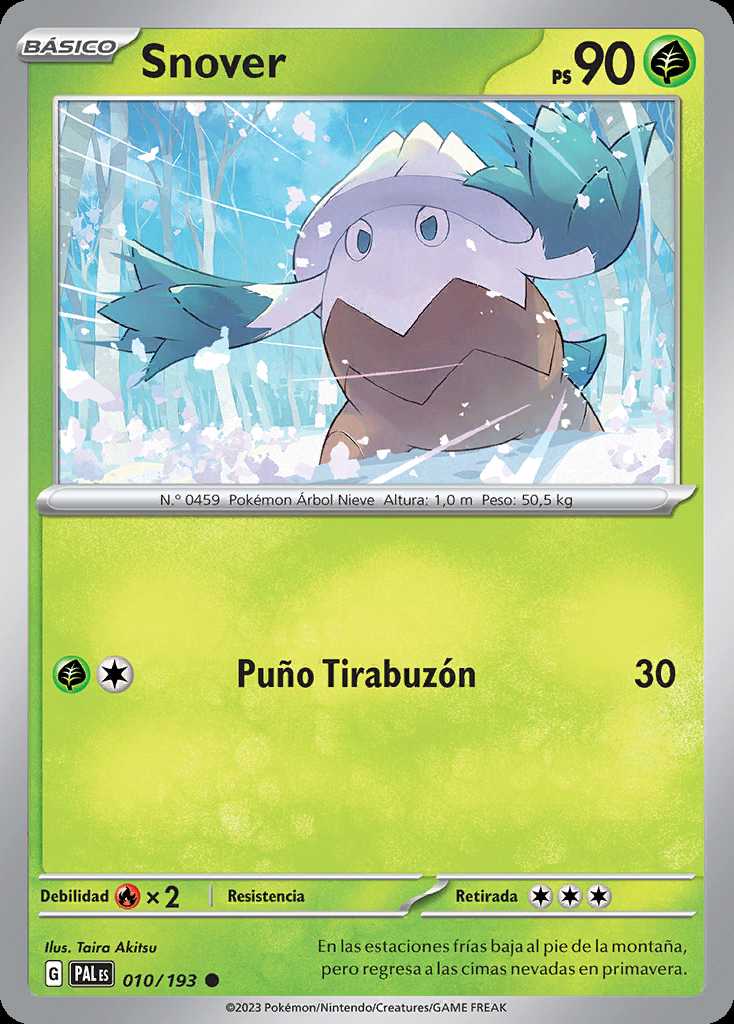 BÁSICO
Snover
PS 90
N.º 0459 Pokémon Árbol Nieve Altura: 1,0 m Peso: 50,5 kg
Puño Tirabuzón 30
Debilidad ×2 Resistencia Retirada
Ilus. Taira Akitsu
En las estaciones frías baja al pie de la montaña,
pero regresa a las cimas nevadas en primavera.
G PAL ES 010/193
©2023 Pokémon/Nintendo/Creatures/GAME FREAK